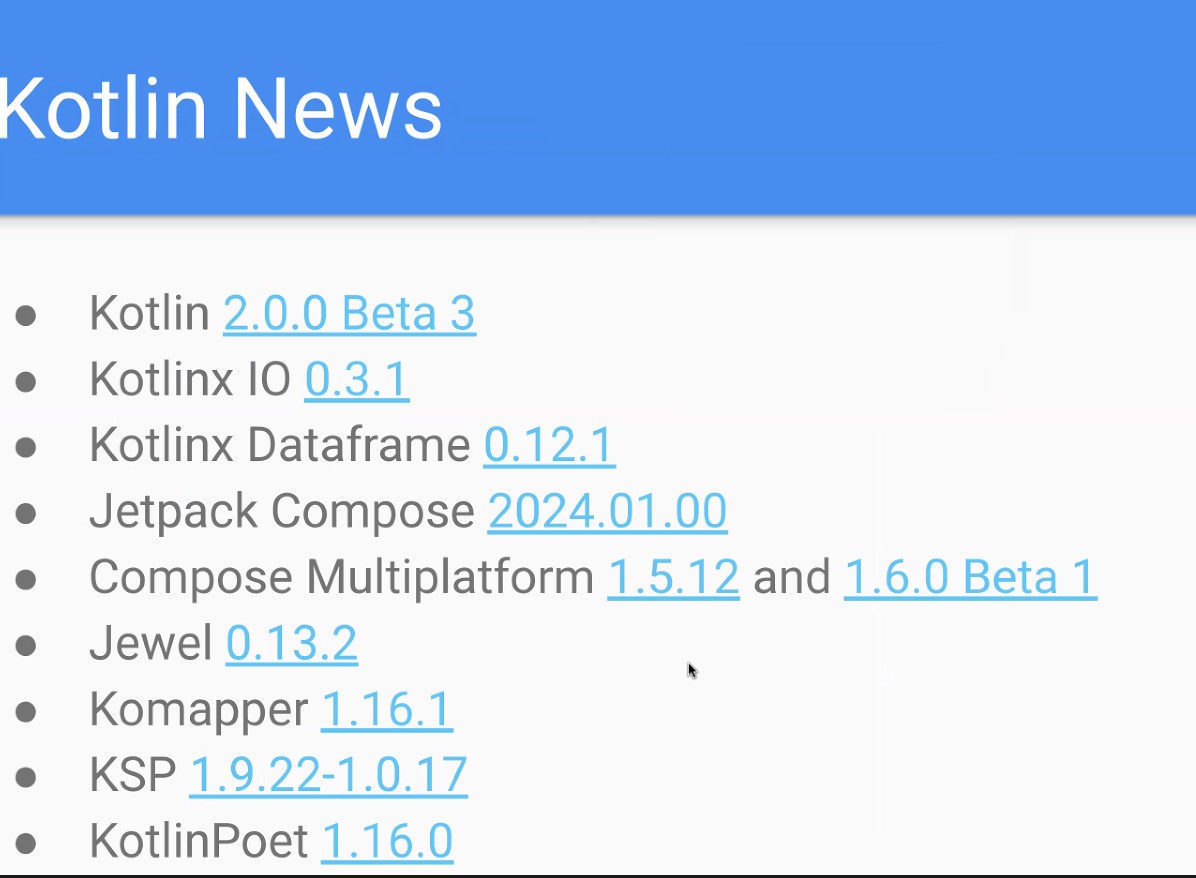 Kotlin News
● Kotlin 2.0.0 Beta 3
● Kotlinx IO 0.3.1
● Kotlinx Dataframe 0.12.1
● Jetpack Compose 2024.01.00
● Compose Multiplatform 1.5.12 and 1.6.0 Beta 1
● Jewel 0.13.2
● Komapper 1.16.1
● KSP 1.9.22-1.0.17
● KotlinPoet 1.16.0